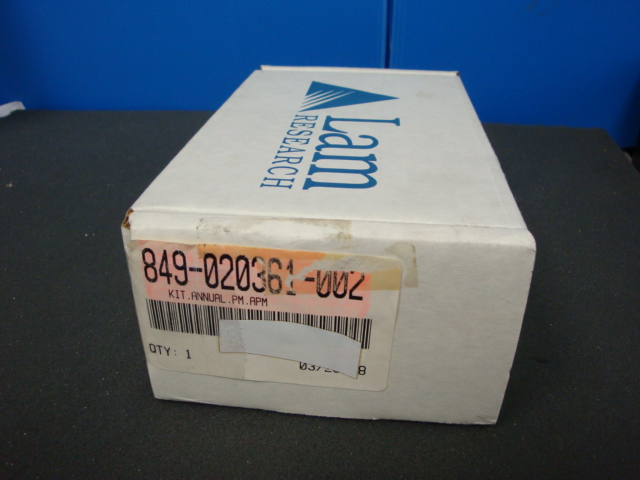 Lam
RESEARCH
849-020361-002
KIT.ANNUAL.PM.APM
QTY: 1